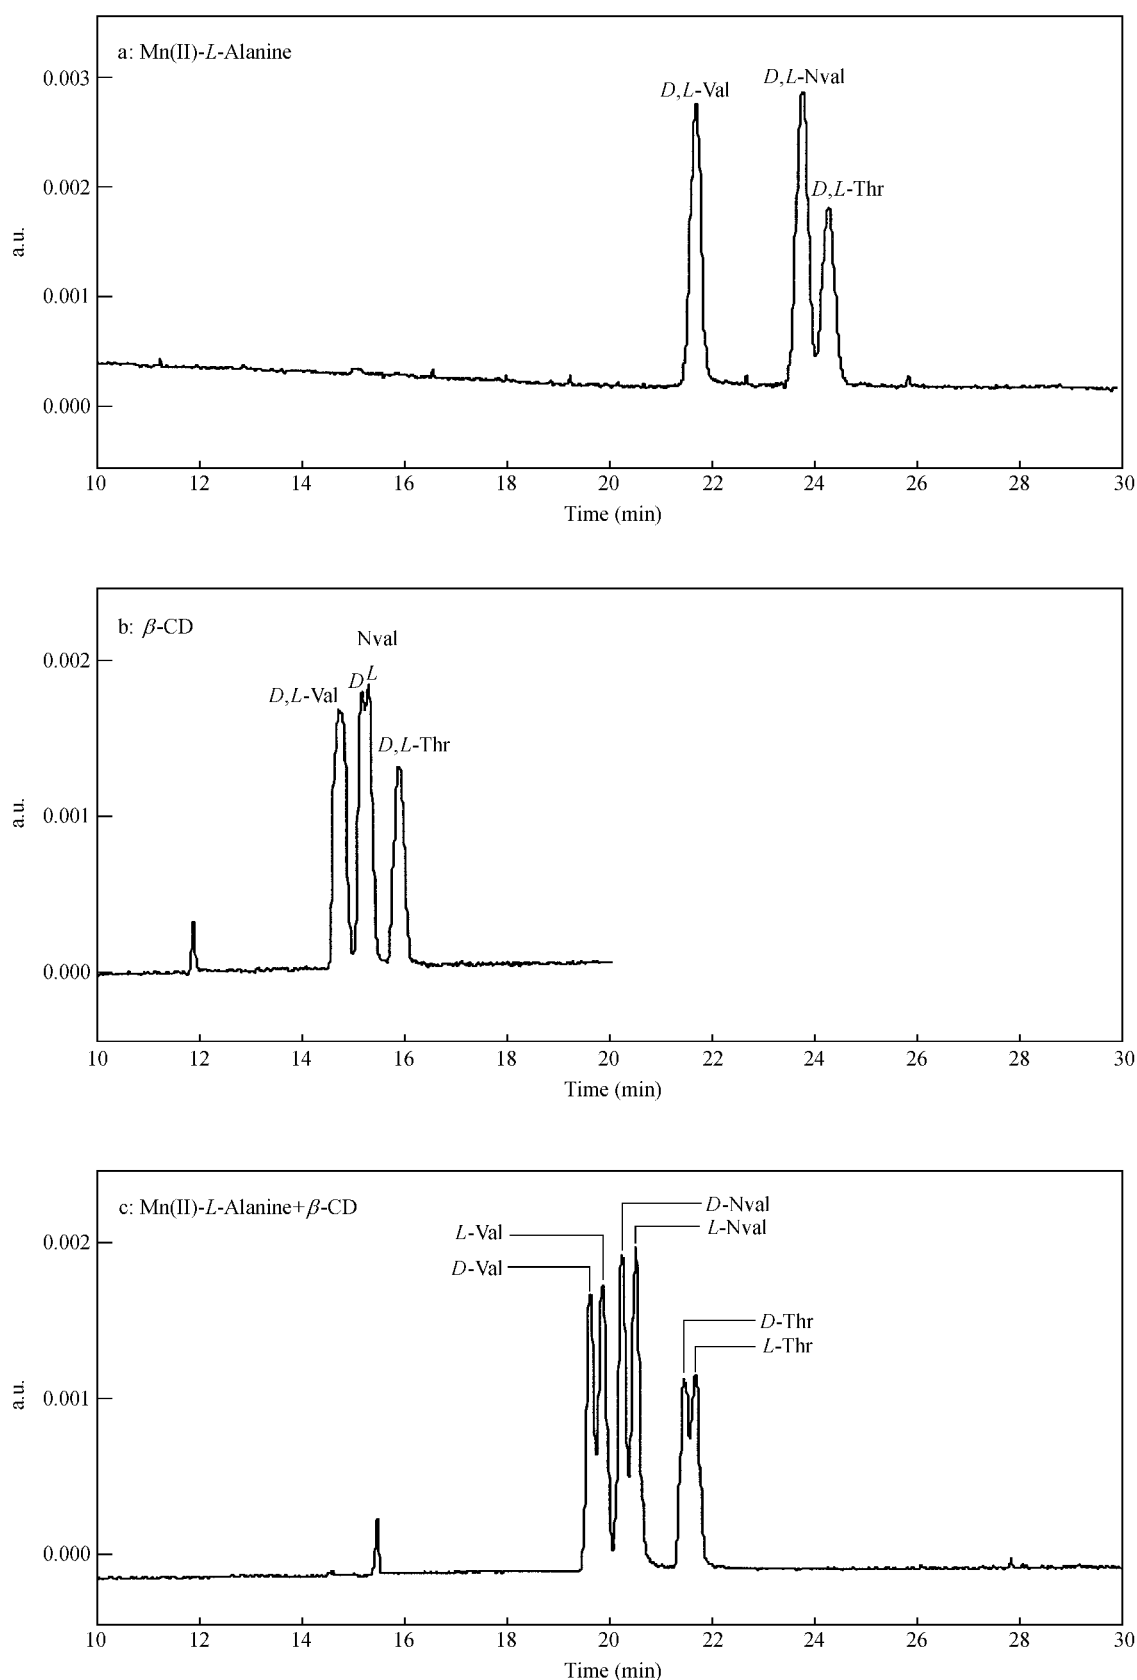 a: Mn(II)-L-Alanine
D,L-Nval
D,L-Val
D,L-Thr
0.003
0.002
0.001
0.000
a.u.
10 12 14 16 18 20 22 24 26 28 30
Time (min)
b: β-CD
Nval
D L
D,L-Val
D,L-Thr
0.002
0.001
0.000
a.u.
10 12 14 16 18 20 22 24 26 28 30
Time (min)
c: Mn(II)-L-Alanine+β-CD
D-Nval
L-Nval
L-Val
D-Val
D-Thr
L-Thr
0.002
0.001
0.000
a.u.
10 12 14 16 18 20 22 24 26 28 30
Time (min)